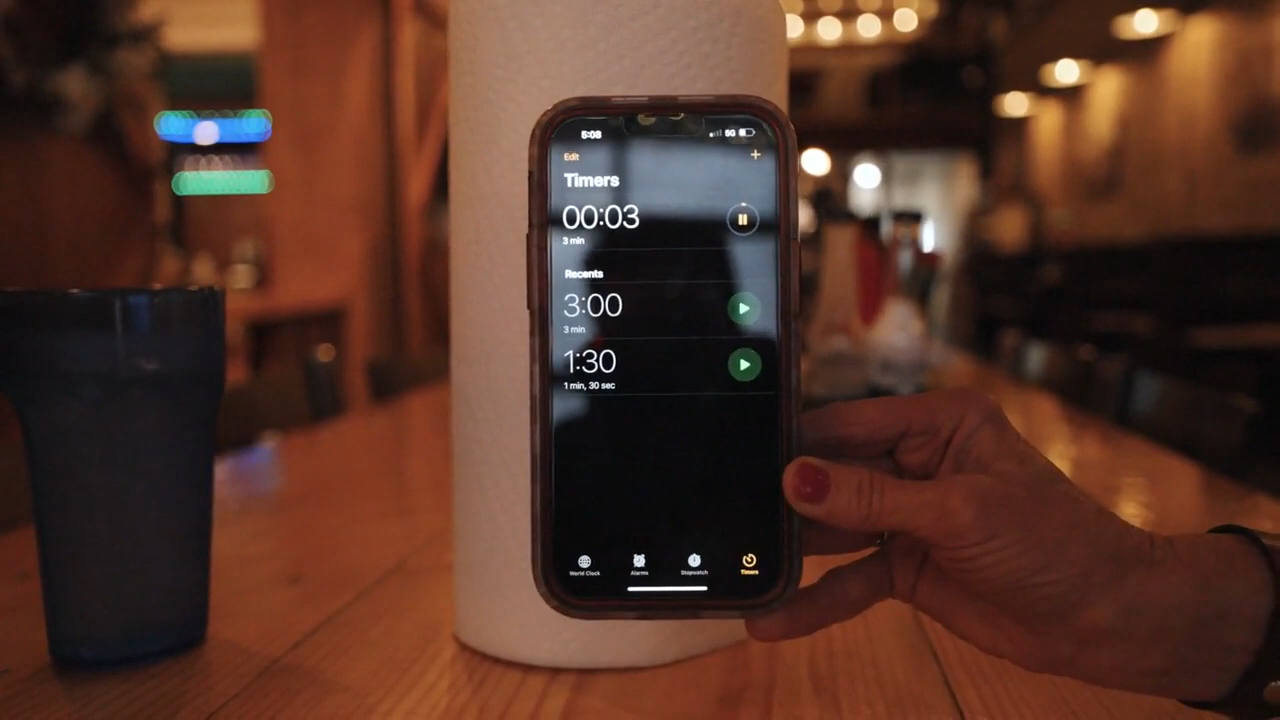 5:08 5G
Edit +
Timers
00:03
3 min
Recents
3:00
3 min
1:30
1 min, 30 sec
World Clock Alarms Stopwatch Timers